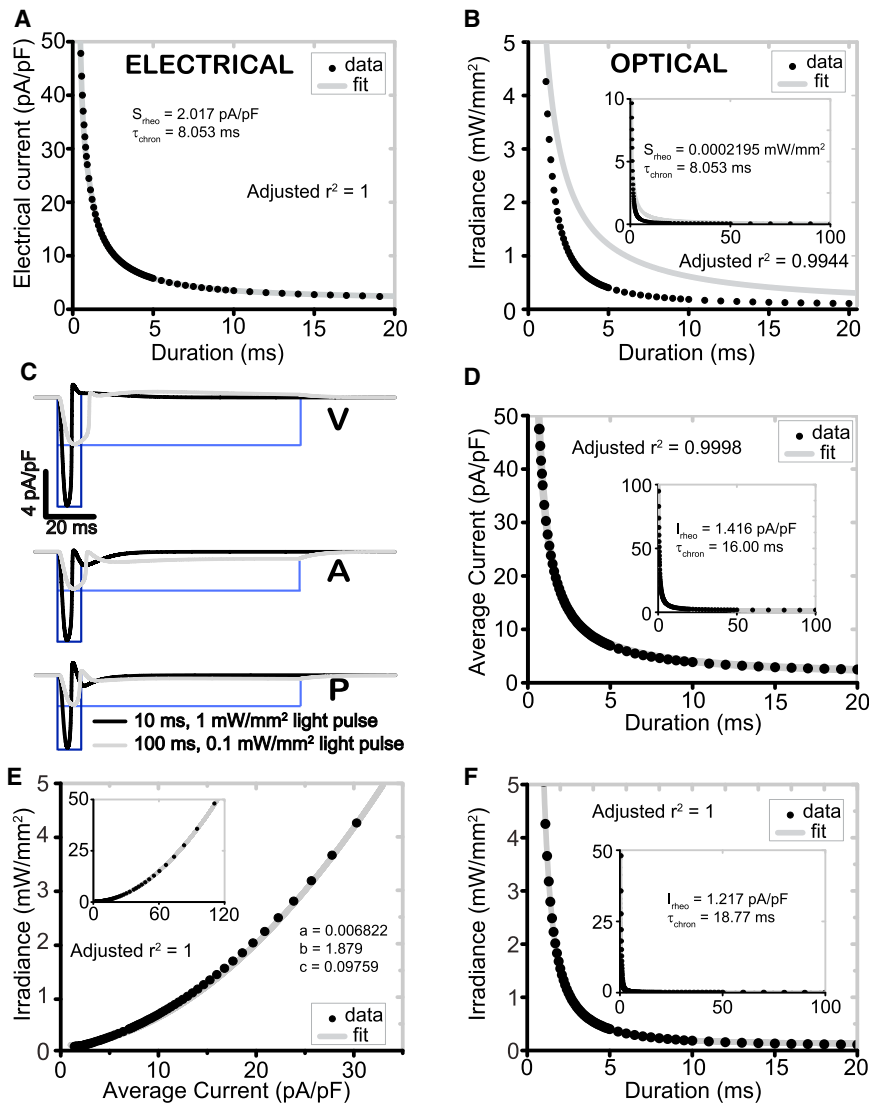 A
ELECTRICAL
data
fit
S_rheo = 2.017 pA/pF
τ_chron = 8.053 ms
Adjusted r² = 1
Electrical current (pA/pF)
50
40
30
20
10
0
0 5 10 15 20
Duration (ms)
B
OPTICAL
data
fit
10
5
0
0 50 100
S_rheo = 0.0002195 mW/mm²
τ_chron = 8.053 ms
Adjusted r² = 0.9944
Irradiance (mW/mm²)
5
4
3
2
1
0
0 5 10 15 20
Duration (ms)
C
V
4 pA/pF
20 ms
A
P
10 ms, 1 mW/mm² light pulse
100 ms, 0.1 mW/mm² light pulse
D
data
fit
Adjusted r² = 0.9998
100
50
0
0 50 100
I_rheo = 1.416 pA/pF
τ_chron = 16.00 ms
Average Current (pA/pF)
50
40
30
20
10
0
0 5 10 15 20
Duration (ms)
E
50
25
0
0 60 120
Adjusted r² = 1
a = 0.006822
b = 1.879
c = 0.09759
data
fit
Irradiance (mW/mm²)
5
4
3
2
1
0
0 10 20 30
Average Current (pA/pF)
F
Adjusted r² = 1
data
fit
50
25
0
0 50 100
I_rheo = 1.217 pA/pF
τ_chron = 18.77 ms
Irradiance (mW/mm²)
5
4
3
2
1
0
0 5 10 15 20
Duration (ms)